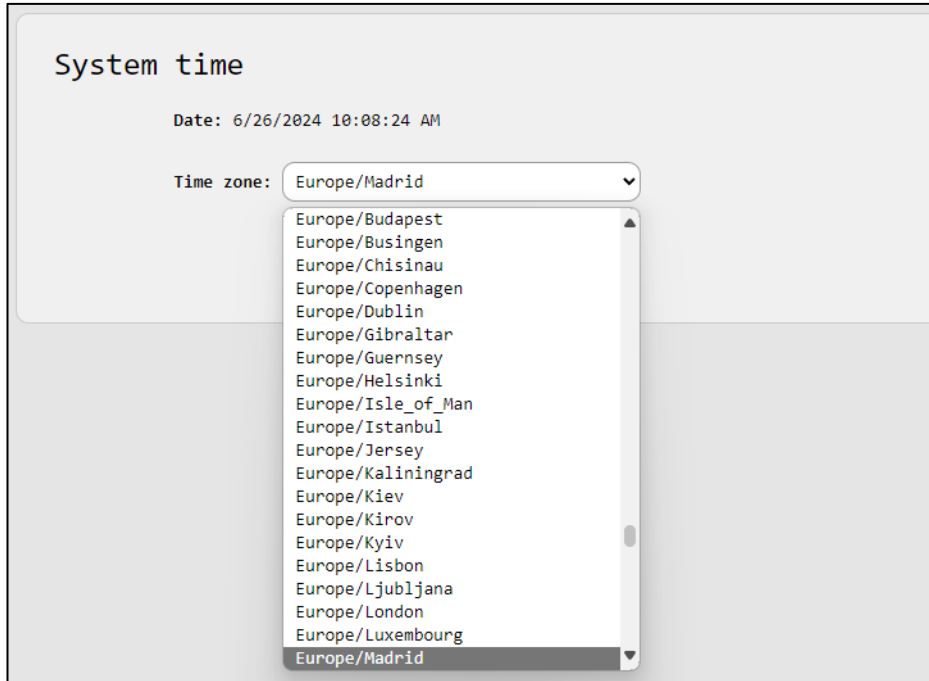 System time
Date: 6/26/2024 10:08:24 AM
Time zone: Europe/Madrid
Europe/Budapest
Europe/Busingen
Europe/Chisinau
Europe/Copenhagen
Europe/Dublin
Europe/Gibraltar
Europe/Guernsey
Europe/Helsinki
Europe/Isle_of_Man
Europe/Istanbul
Europe/Jersey
Europe/Kaliningrad
Europe/Kiev
Europe/Kirov
Europe/Kyiv
Europe/Lisbon
Europe/Ljubljana
Europe/London
Europe/Luxembourg
Europe/Madrid